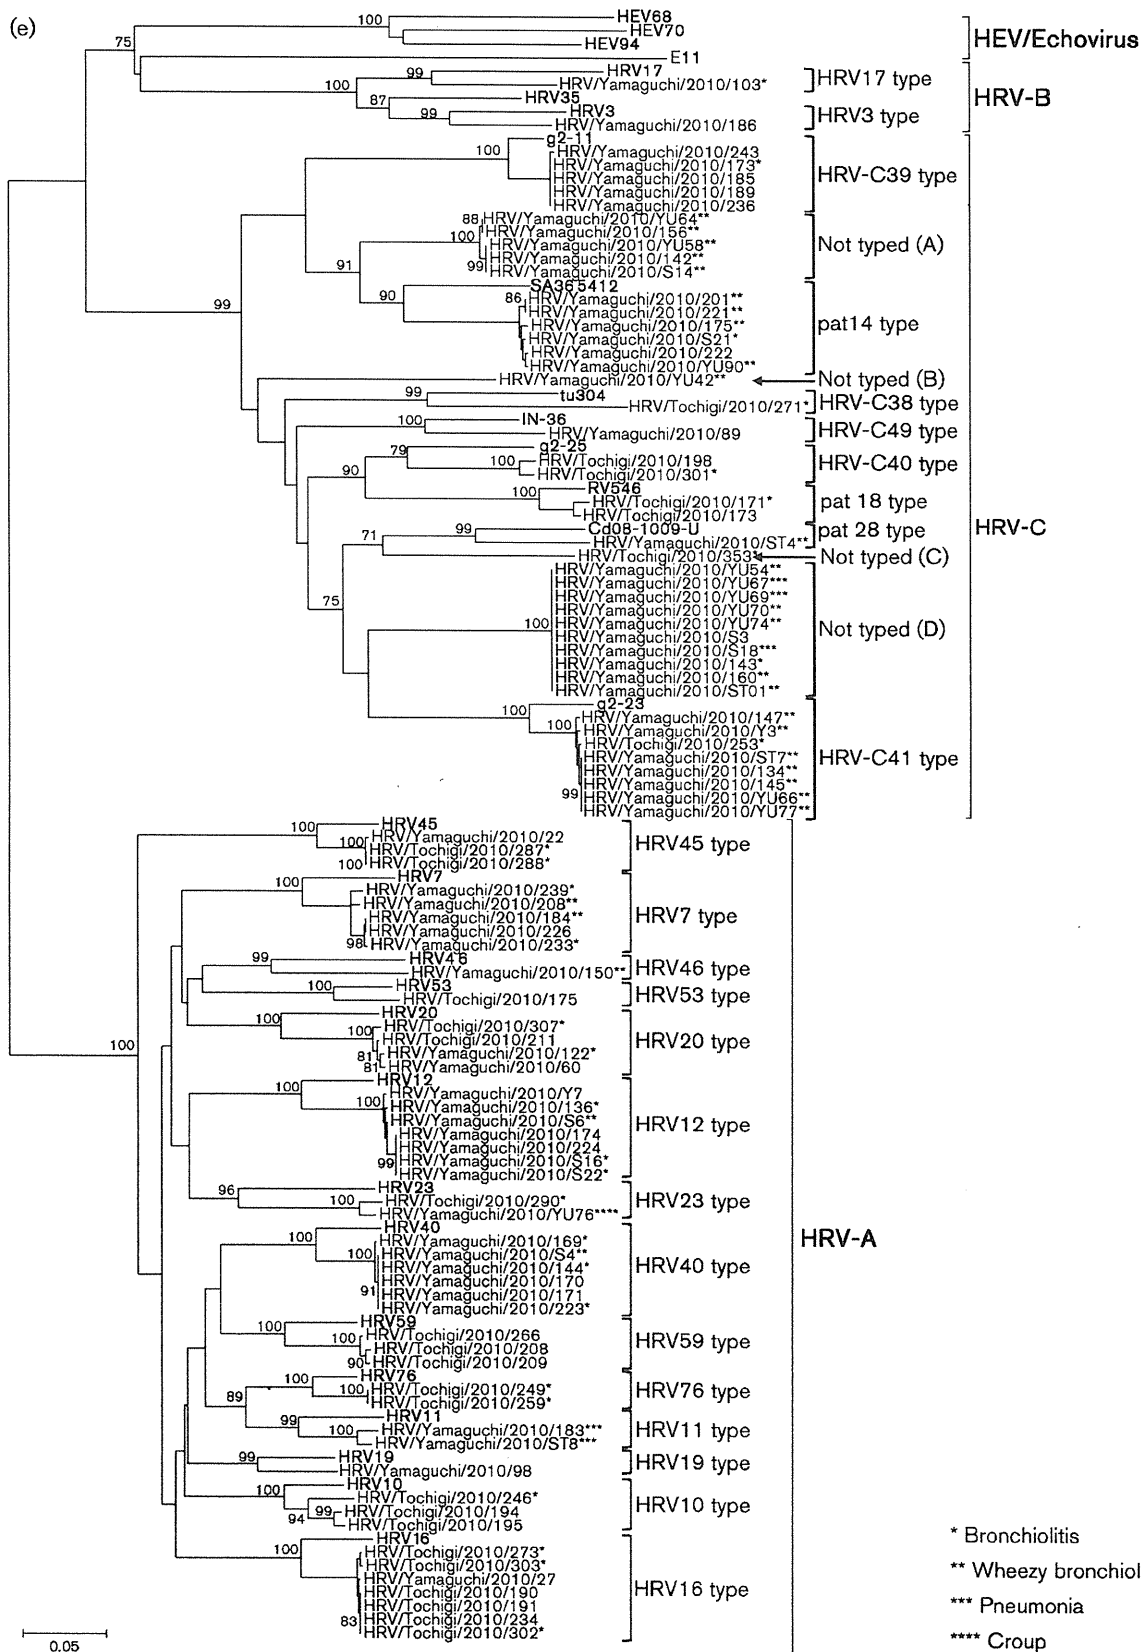 (e)
HEV68
100
HEV70
75
HEV94
HEV/Echovirus
E11
HRV17
99
HRV/Yamaguchi/2010/103*
HRV17 type
100
HRV35
87
HRV-B
HRV3
99
HRV/Yamaguchi/2010/186
HRV3 type
g2-11
100
HRV/Yamaguchi/2010/243
HRV/Yamaguchi/2010/173*
HRV/Yamaguchi/2010/185
HRV/Yamaguchi/2010/189
HRV/Yamaguchi/2010/236
HRV-C39 type
88
HRV/Yamaguchi/2010/YU64**
HRV/Yamaguchi/2010/156**
100
HRV/Yamaguchi/2010/YU58**
HRV/Yamaguchi/2010/142**
99
HRV/Yamaguchi/2010/S14**
Not typed (A)
91
SA365412
90
86
HRV/Yamaguchi/2010/201**
99
HRV/Yamaguchi/2010/221**
HRV/Yamaguchi/2010/175**
HRV/Yamaguchi/2010/S21*
HRV/Yamaguchi/2010/222
HRV/Yamaguchi/2010/YU90**
pat14 type
HRV/Yamaguchi/2010/YU42**
Not typed (B)
99
tu304
HRV/Tochigi/2010/271*
HRV-C38 type
IN-36
100
HRV/Yamaguchi/2010/89
HRV-C49 type
g2-25
79
HRV/Tochigi/2010/198
100
HRV/Tochigi/2010/301*
HRV-C40 type
90
RV546
100
HRV/Tochigi/2010/171*
HRV/Tochigi/2010/173
pat 18 type
HRV-C
Cd08-1009-U
99
HRV/Yamaguchi/2010/ST4**
pat 28 type
71
HRV/Tochigi/2010/353*
Not typed (C)
75
HRV/Yamaguchi/2010/YU54**
HRV/Yamaguchi/2010/YU67***
HRV/Yamaguchi/2010/YU69***
HRV/Yamaguchi/2010/YU70**
HRV/Yamaguchi/2010/YU74**
100
HRV/Yamaguchi/2010/S3
HRV/Yamaguchi/2010/S18***
HRV/Yamaguchi/2010/143*
HRV/Yamaguchi/2010/160**
HRV/Yamaguchi/2010/ST01**
Not typed (D)
g2-23
100
HRV/Yamaguchi/2010/147**
100
HRV/Yamaguchi/2010/Y3**
HRV/Tochigi/2010/253*
HRV/Yamaguchi/2010/ST7**
HRV/Yamaguchi/2010/134**
HRV/Yamaguchi/2010/145**
99
HRV/Yamaguchi/2010/YU66**
HRV/Yamaguchi/2010/YU77**
HRV-C41 type
HRV45
100
HRV/Yamaguchi/2010/22
100
HRV/Tochigi/2010/287*
100
HRV/Tochigi/2010/288*
HRV45 type
HRV7
100
HRV/Yamaguchi/2010/239*
HRV/Yamaguchi/2010/208**
HRV/Yamaguchi/2010/184**
HRV/Yamaguchi/2010/226
98
HRV/Yamaguchi/2010/233*
HRV7 type
HRV46
99
HRV/Yamaguchi/2010/150**
HRV46 type
HRV53
100
HRV/Tochigi/2010/175
HRV53 type
HRV20
100
HRV/Tochigi/2010/307*
100
HRV/Tochigi/2010/211
81
HRV/Yamaguchi/2010/122*
81
HRV/Yamaguchi/2010/60
HRV20 type
100
HRV12
100
HRV/Yamaguchi/2010/Y7
100
HRV/Yamaguchi/2010/136*
HRV/Yamaguchi/2010/S6**
HRV/Yamaguchi/2010/174
HRV/Yamaguchi/2010/224
99
HRV/Yamaguchi/2010/S16*
HRV/Yamaguchi/2010/S22*
HRV12 type
HRV23
96
HRV/Tochigi/2010/290*
100
HRV/Yamaguchi/2010/YU76****
HRV23 type
HRV-A
HRV40
100
HRV/Yamaguchi/2010/169*
100
HRV/Yamaguchi/2010/S4**
HRV/Yamaguchi/2010/144*
HRV/Yamaguchi/2010/170
91
HRV/Yamaguchi/2010/171
HRV/Yamaguchi/2010/223*
HRV40 type
HRV59
100
HRV/Tochigi/2010/266
100
HRV/Tochigi/2010/208
90
HRV/Tochigi/2010/209
HRV59 type
HRV76
100
HRV/Tochigi/2010/249*
100
HRV/Tochigi/2010/259*
HRV76 type
89
HRV11
99
HRV/Yamaguchi/2010/183***
100
HRV/Yamaguchi/2010/ST8***
HRV11 type
HRV19
99
HRV/Yamaguchi/2010/98
HRV19 type
HRV10
100
HRV/Tochigi/2010/246*
99
HRV/Tochigi/2010/194
94
HRV/Tochigi/2010/195
HRV10 type
HRV16
100
HRV/Tochigi/2010/273*
HRV/Tochigi/2010/303*
HRV/Yamaguchi/2010/27
HRV/Tochigi/2010/190
HRV/Tochigi/2010/191
83
HRV/Tochigi/2010/234
HRV/Tochigi/2010/302*
HRV16 type
* Bronchiolitis
** Wheezy bronchiol
*** Pneumonia
**** Croup
0.05